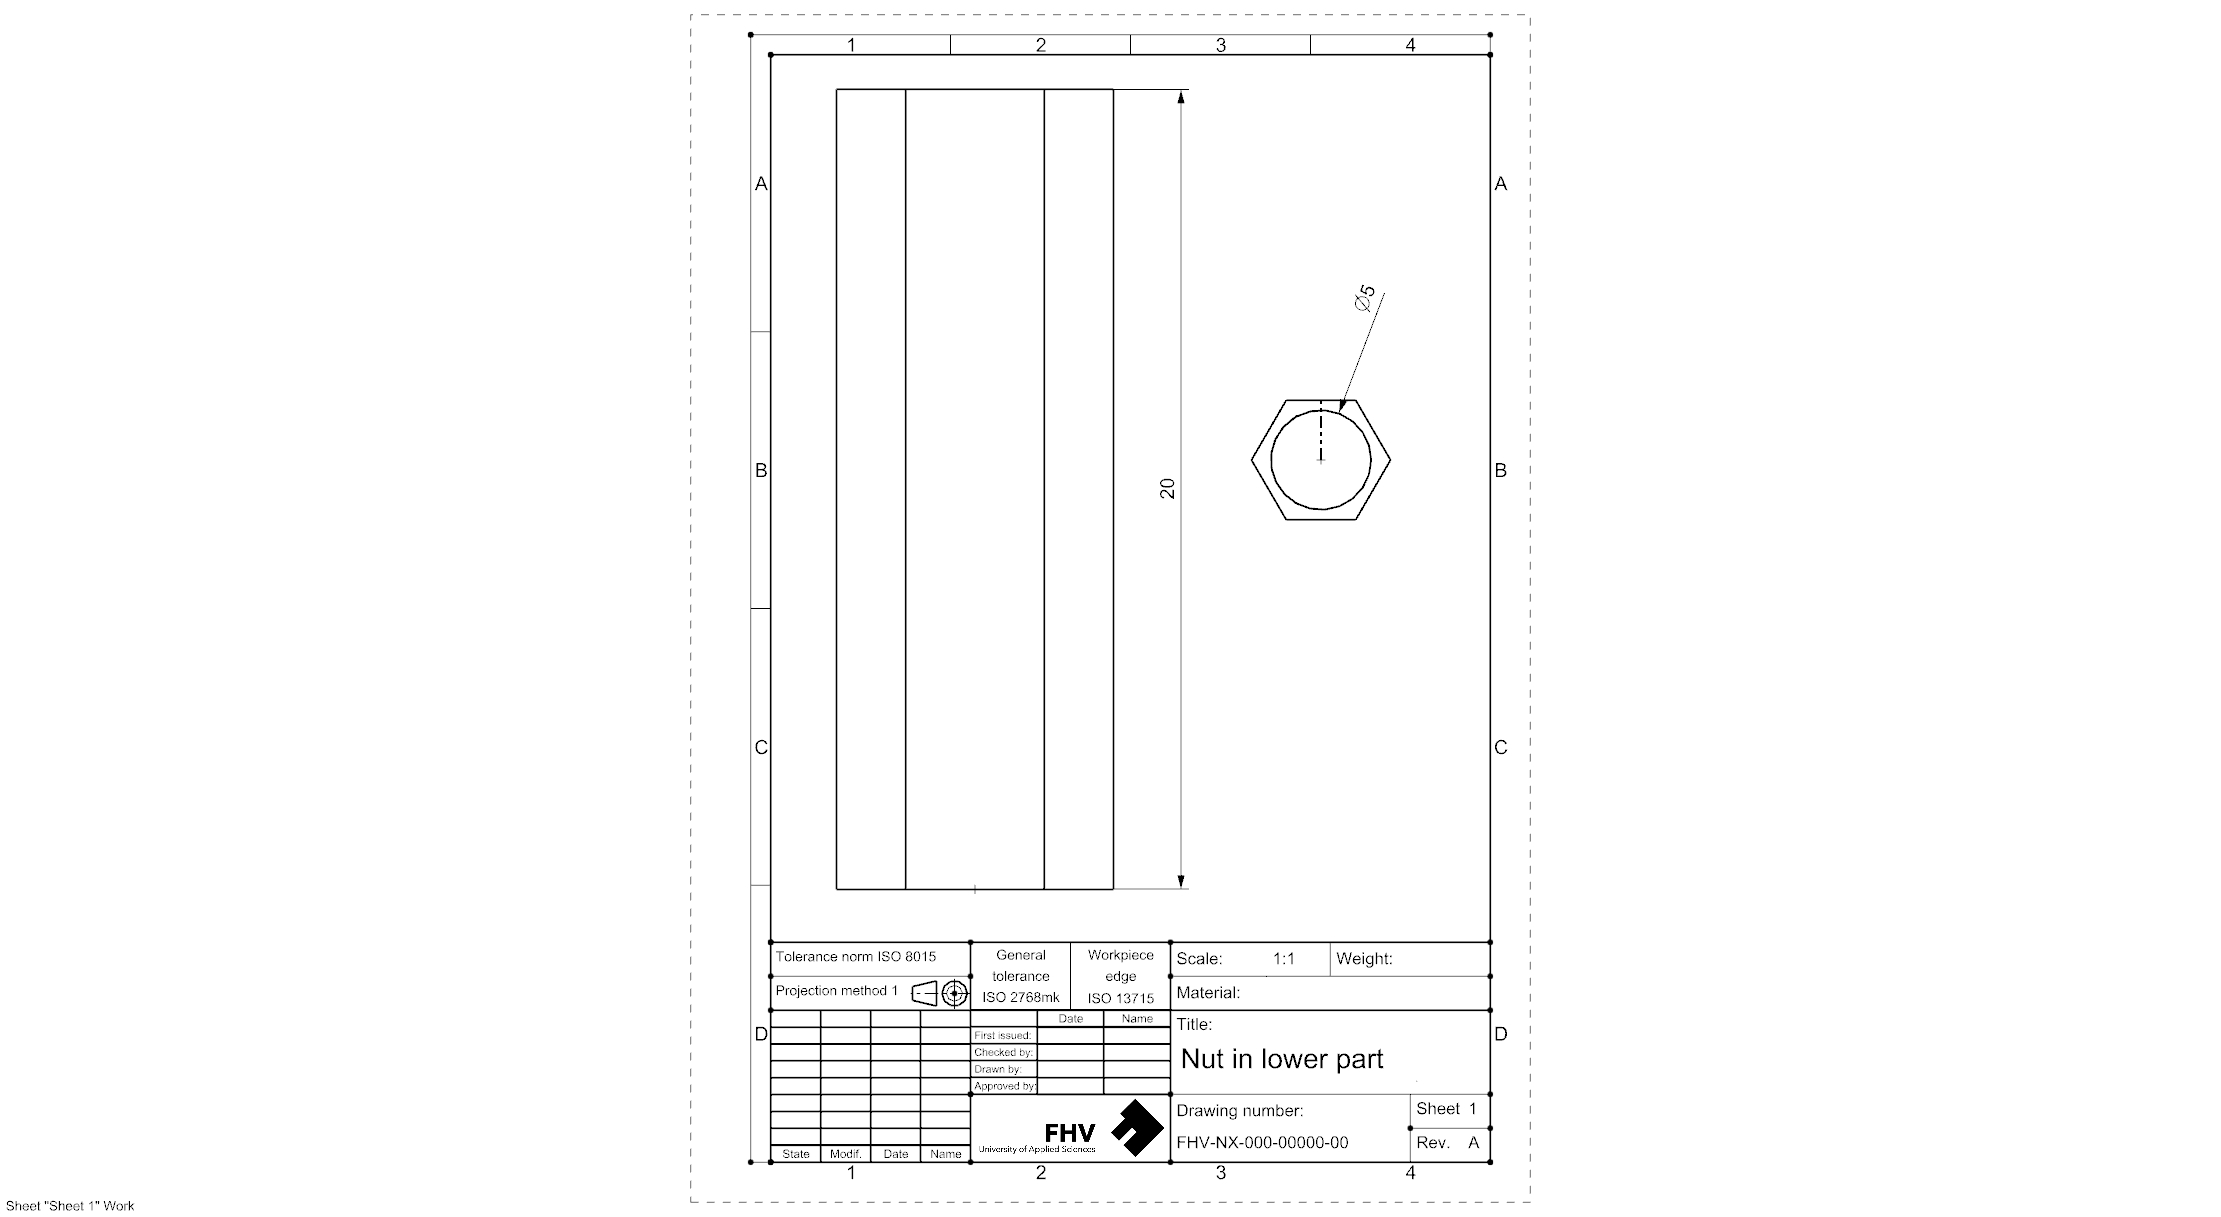 1 2 3 4
A A
⌀5
B B
20
C C
Tolerance norm ISO 8015
General tolerance ISO 2768mk
Workpiece edge ISO 13715
Scale: 1:1 Weight:
Projection method 1
Material:
Date Name
Title:
D D
First issued:
Checked by:
Nut in lower part
Drawn by:
Approved by:
Drawing number:
Sheet 1
FHV
FHV-NX-000-00000-00
Rev. A
University of Applied Sciences
State Modif. Date Name
1 2 3 4
Sheet "Sheet 1" Work